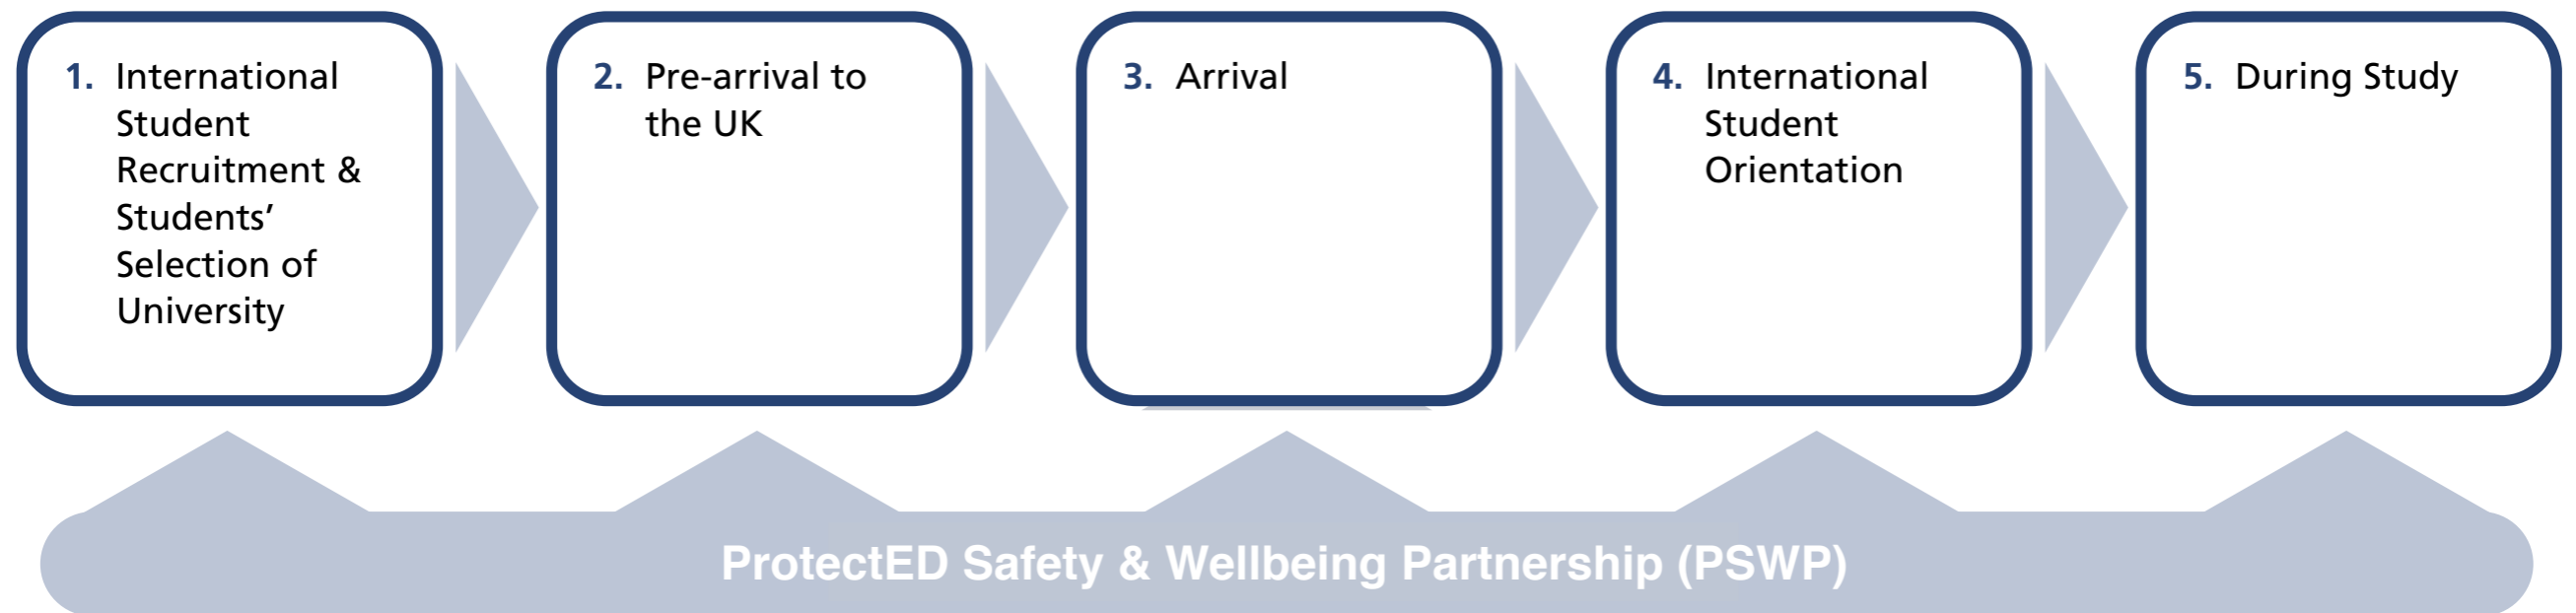 1. International
Student
Recruitment &
Students’
Selection of
University
2. Pre-arrival to
the UK
3. Arrival
4. International
Student
Orientation
5. During Study
ProtectED Safety & Wellbeing Partnership (PSWP)